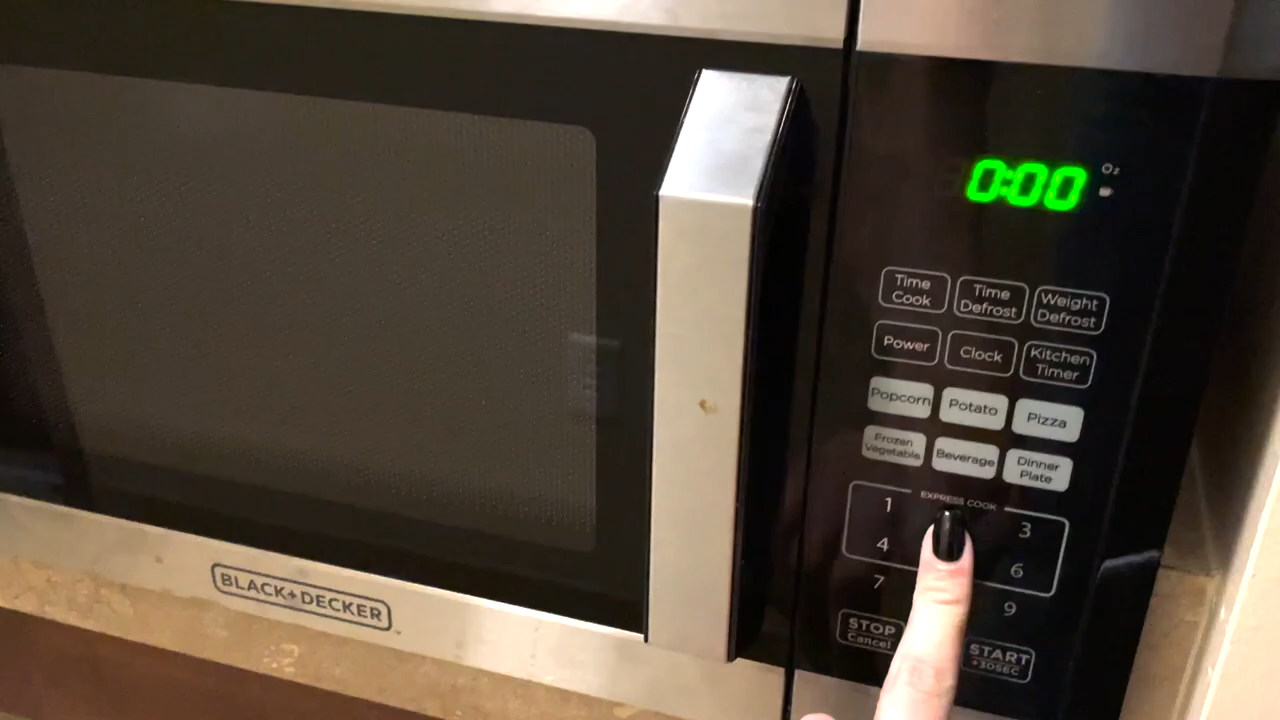 0:00
Oz
Time Cook
Time Defrost
Weight Defrost
Power
Clock
Kitchen Timer
Popcorn
Potato
Pizza
Frozen Vegetable
Beverage
Dinner Plate
EXPRESS COOK
1
3
4
6
7
9
STOP
Cancel
START
+30SEC
BLACK+DECKER